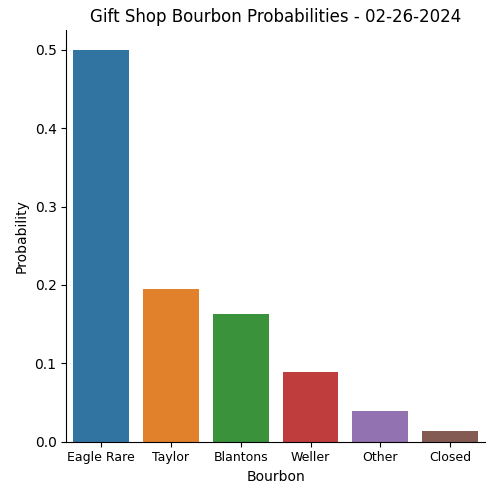 Gift Shop Bourbon Probabilities - 02-26-2024
0.5
0.4
0.3
0.2
0.1
0.0
Probability
Eagle Rare Taylor Blantons Weller Other Closed
Bourbon